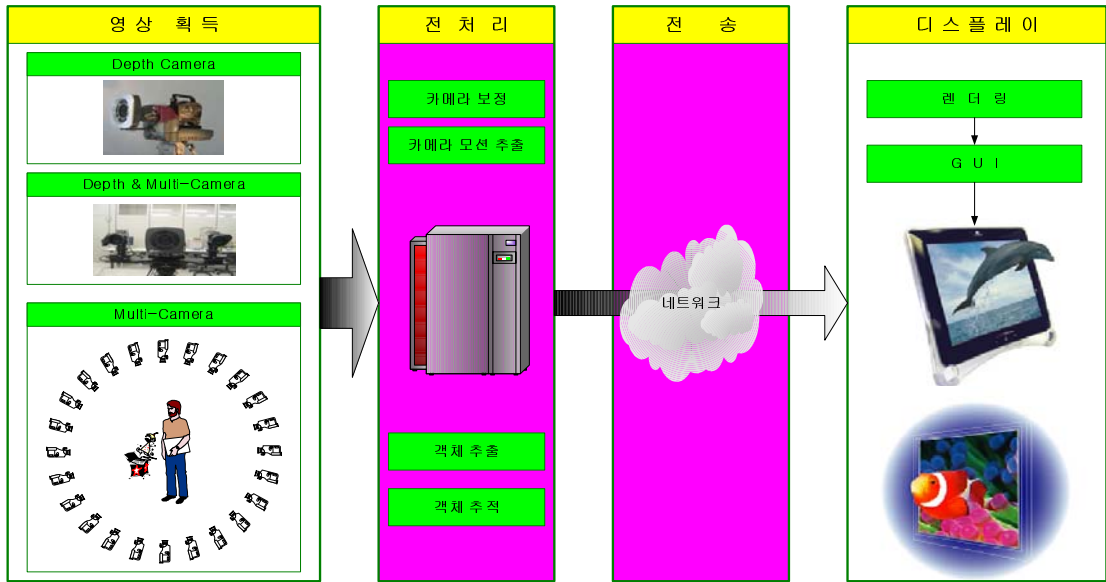 영상 획득
Depth Camera
Depth & Multi-Camera
Multi-Camera
전처리
카메라 보정
카메라 모션 추출
객체 추출
객체 추적
전 송
네트워크
디스플레이
렌더링
G U I